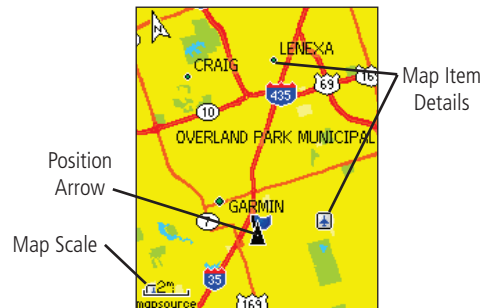 LENEXA
CRAIG
69
16
435
10
OVERLAND PARK MUNICIPAL
Map Item
Details
Position
Arrow
GARMIN
7
Map Scale
35
2m
mapsource
169